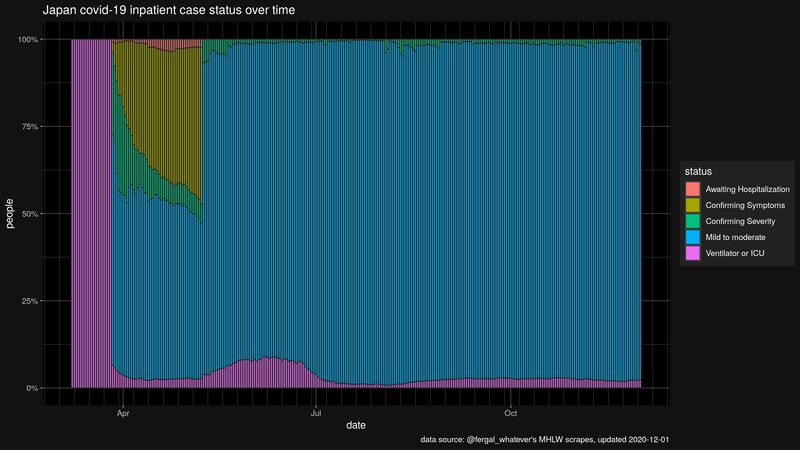 Japan covid-19 inpatient case status over time
100%
75%
50%
25%
0%
people
Apr
Jul
Oct
date
status
Awaiting Hospitalization
Confirming Symptoms
Confirming Severity
Mild to moderate
Ventilator or ICU
data source: @fergal_whatever's MHLW scrapes, updated 2020-12-01